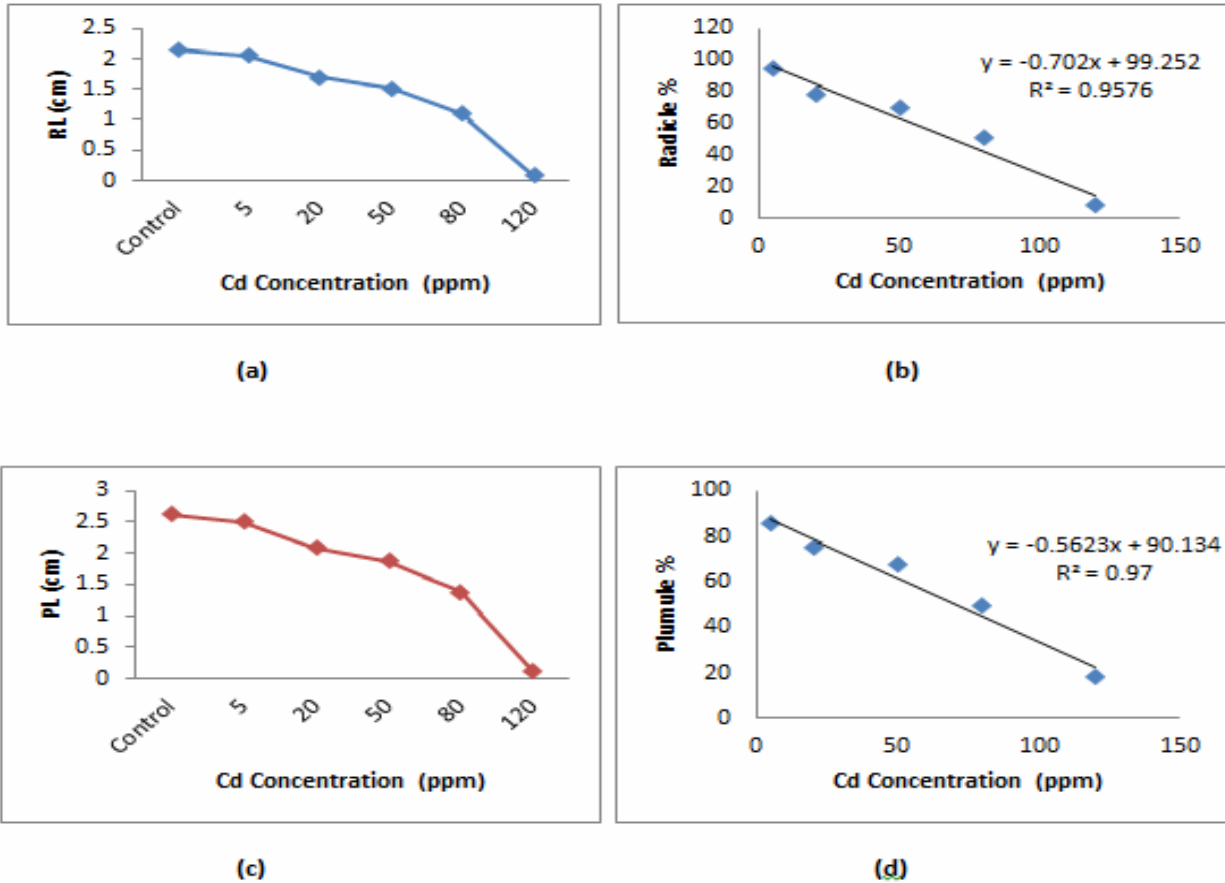 2.5
2
1.5
1
0.5
0
RL (cm)
Control
5
20
50
80
120
Cd Concentration (ppm)
(a)
120
100
80
60
40
20
0
Radicle %
y = -0.702x + 99.252
R² = 0.9576
0
50
100
150
Cd Concentration (ppm)
(b)
3
2.5
2
1.5
1
0.5
0
PL (cm)
Control
5
20
50
80
120
Cd Concentration (ppm)
(c)
100
80
60
40
20
0
Plumule %
y = -0.5623x + 90.134
R² = 0.97
0
50
100
150
Cd Concentration (ppm)
(d)